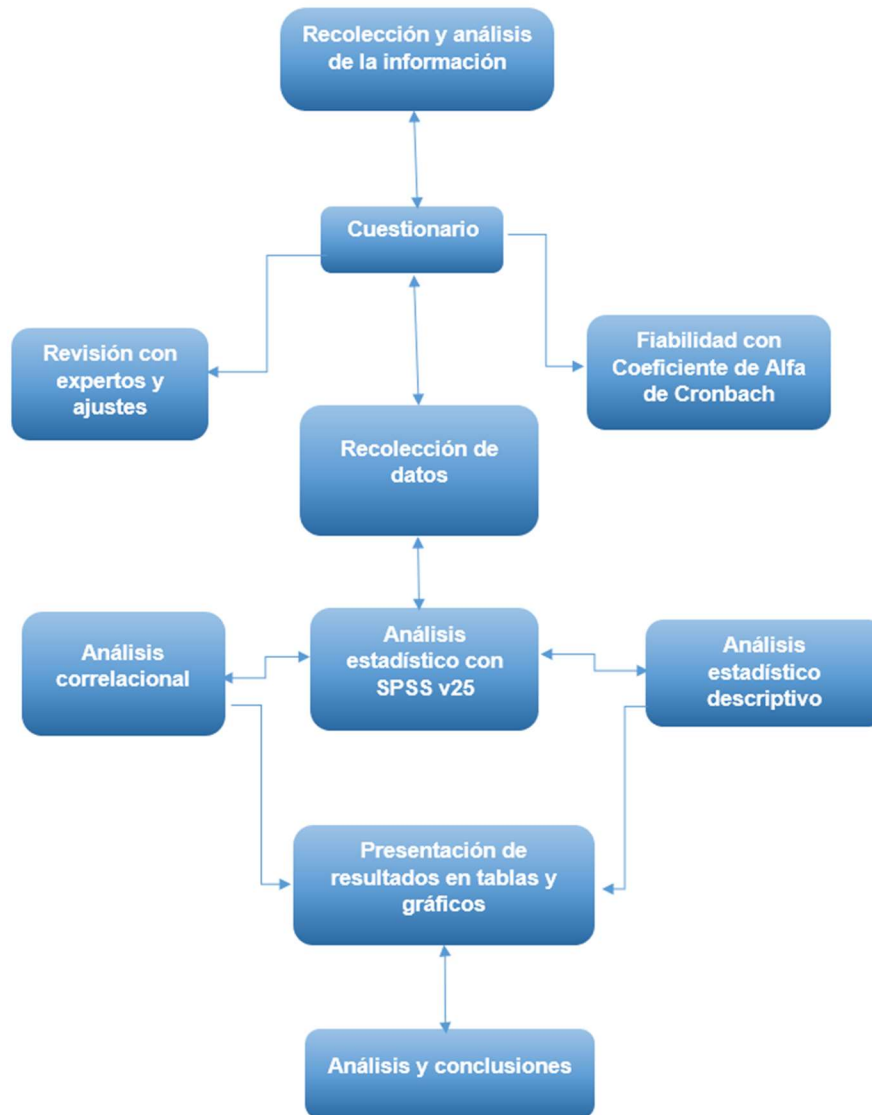 Recolección y análisis
de la información
Cuestionario
Revisión con
expertos y
ajustes
Fiabilidad con
Coeficiente de Alfa
de Cronbach
Recolección de
datos
Análisis
correlacional
Análisis
estadístico con
SPSS v25
Análisis
estadístico
descriptivo
Presentación de
resultados en tablas y
gráficos
Análisis y conclusiones